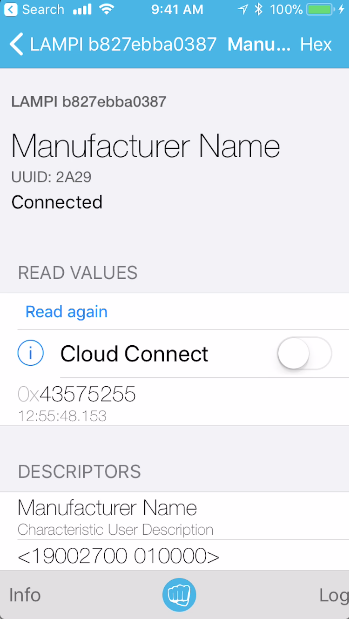 Search 9:41 AM 100%
LAMPI b827ebba0387 Manu... Hex
LAMPI b827ebba0387
Manufacturer Name
UUID: 2A29
Connected
READ VALUES
Read again
i Cloud Connect
0x43575255
12:55:48.153
DESCRIPTORS
Manufacturer Name
Characteristic User Description
<19002700 010000>
Info Log